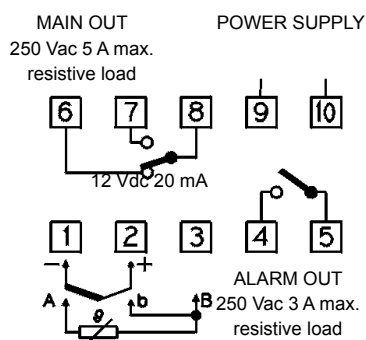 MAIN OUT
250 Vac 5 A max.
resistive load
POWER SUPPLY
6 7 8 9 10
12 Vdc 20 mA
1 2 3 4 5
− +
A b B
ϑ
ALARM OUT
250 Vac 3 A max.
resistive load